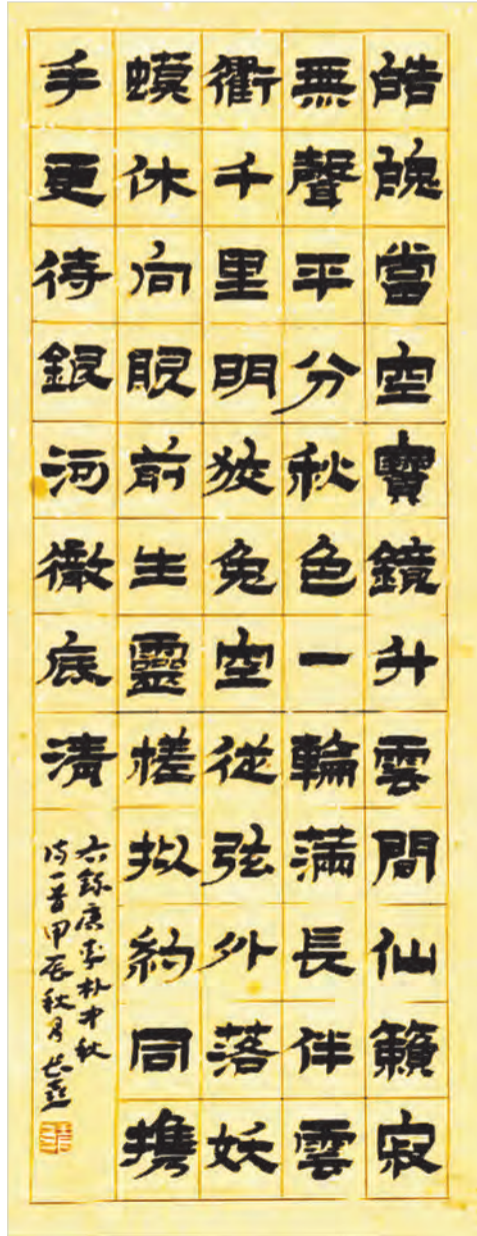 皓魄當空寶鏡升雲間仙籟寂
無聲平分秋色一輪滿長伴雲
衢千里明狡兔空從弦外落妖
蟆休向眼前生靈槎拟約同携
手更待銀河徹底清
右錄唐李朴中秋
詩一首甲辰秋月